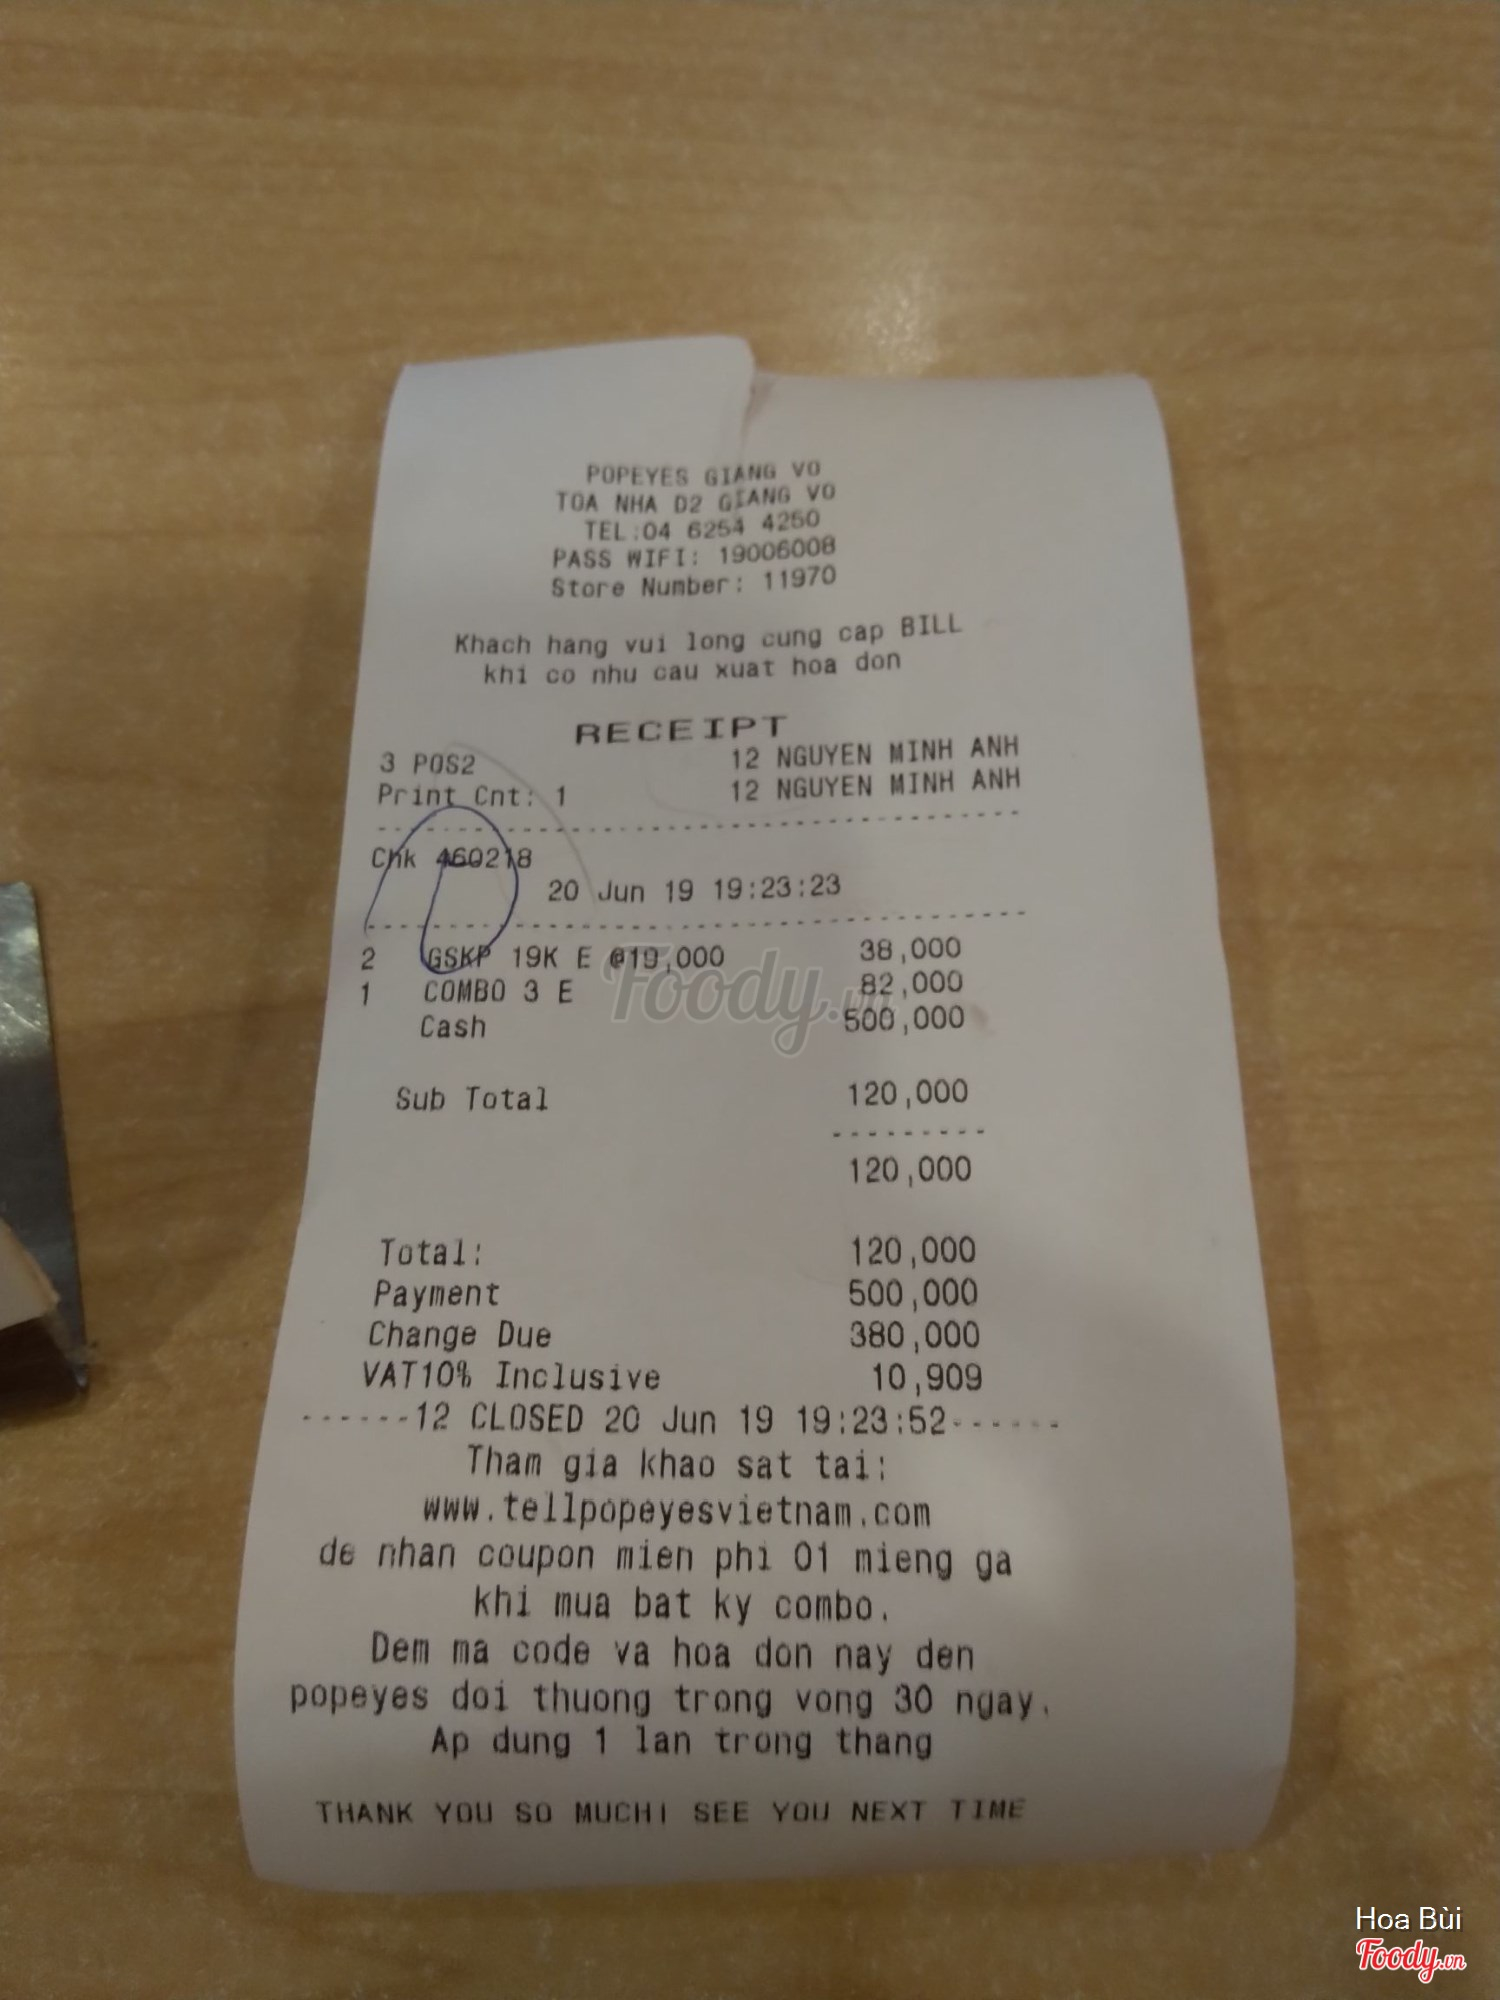 POPEYES GIANG VO
TOA NHA D2 GIANG VO
TEL:04 6254 4250
PASS WIFI: 19006008
Store Number: 11970
Khach hang vui long cung cap BILL
khi co nhu cau xuat hoa don
RECEIPT
3 POS2 12 NGUYEN MINH ANH
Print Cnt: 1 12 NGUYEN MINH ANH
Chk 460218
20 Jun 19 19:23:23
2 GSKP 19K E @19,000 38,000
1 COMBO 3 E 82,000
Cash 500,000
Sub Total 120,000
120,000
Total: 120,000
Payment 500,000
Change Due 380,000
VAT10% Inclusive 10,909
------12 CLOSED 20 Jun 19 19:23:52------
Tham gia khao sat tai:
www.tellpopeyesvietnam.com
de nhan coupon mien phi 01 mieng ga
khi mua bat ky combo.
Dem ma code va hoa don nay den
popeyes doi thuong trong vong 30 ngay.
Ap dung 1 lan trong thang
THANK YOU SO MUCH! SEE YOU NEXT TIME
Foody.vn
Hoa Bùi
Foody.vn